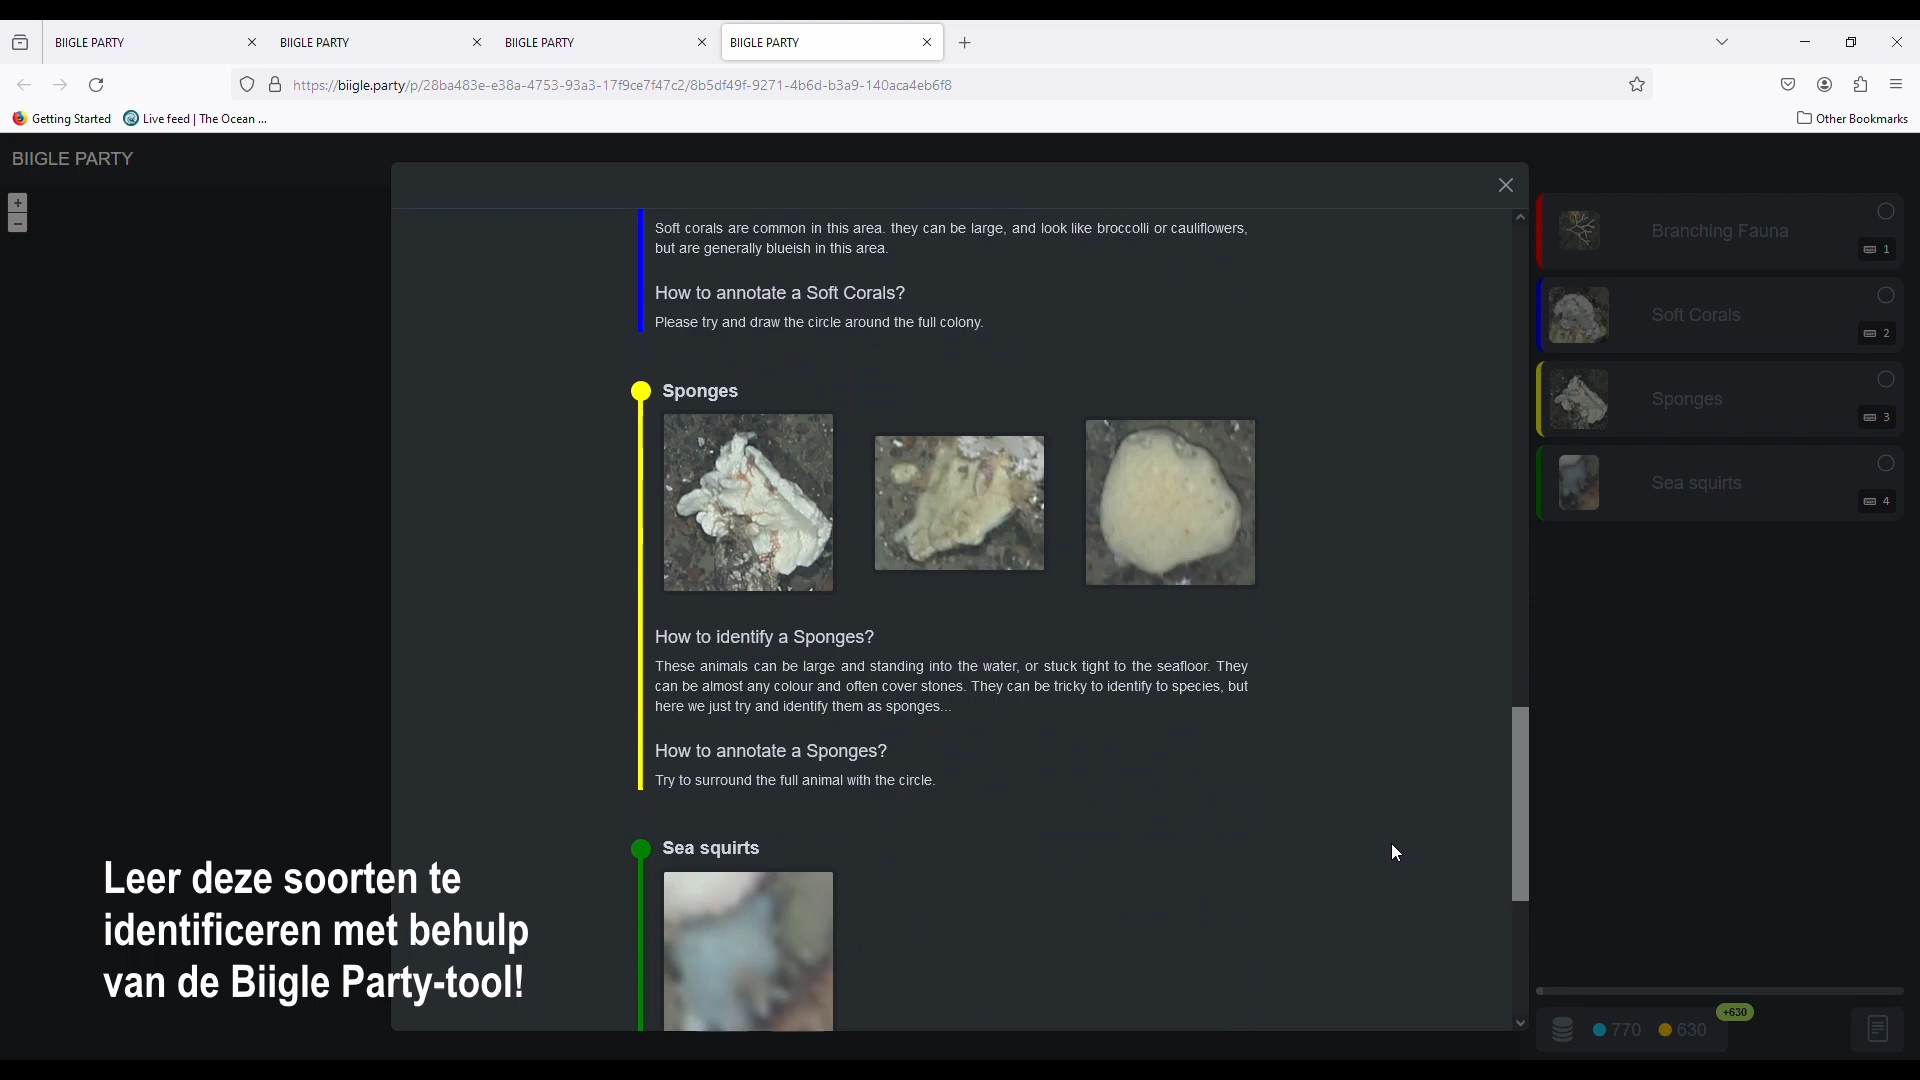 BIIGLE PARTY
BIIGLE PARTY
BIIGLE PARTY
BIIGLE PARTY
https://biigle.party/p/28ba483e-e38a-4753-93a3-17f9ce7f47c2/8b5df49f-9271-4b6d-b3a9-140aca4eb6f8
Getting Started
Live feed | The Ocean ...
Other Bookmarks
BIIGLE PARTY
+
−
Soft corals are common in this area. they can be large, and look like broccolli or cauliflowers,
but are generally blueish in this area.
How to annotate a Soft Corals?
Please try and draw the circle around the full colony.
Sponges
How to identify a Sponges?
These animals can be large and standing into the water, or stuck tight to the seafloor. They
can be almost any colour and often cover stones. They can be tricky to identify to species, but
here we just try and identify them as sponges...
How to annotate a Sponges?
Try to surround the full animal with the circle.
Sea squirts
Branching Fauna
1
Soft Corals
2
Sponges
3
Sea squirts
4
+630
770
630
Leer deze soorten te
identificeren met behulp
van de Biigle Party-tool!